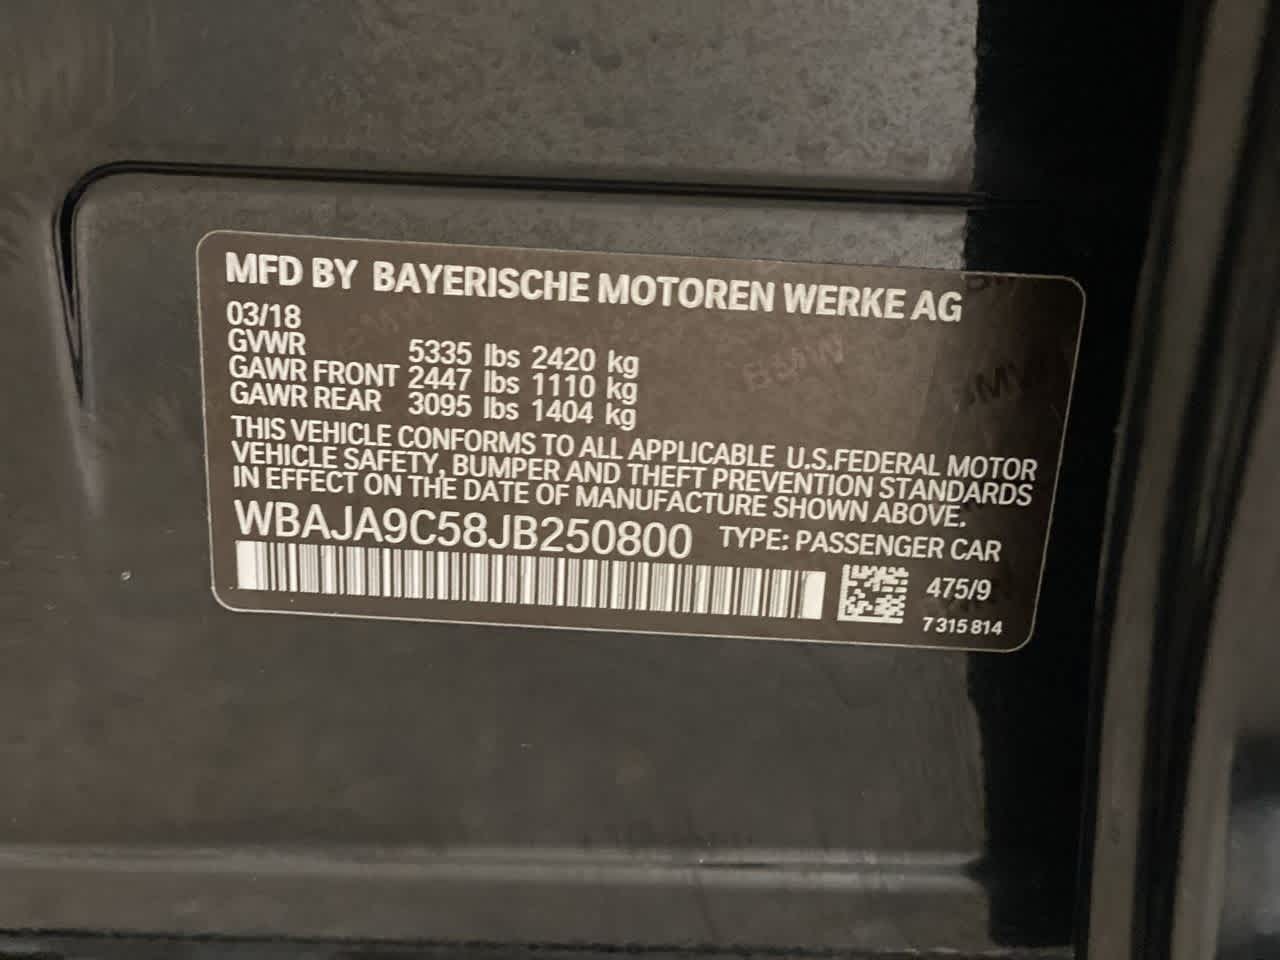 MFD BY BAYERISCHE MOTOREN WERKE AG
03/18
GVWR 5335 lbs 2420 kg
GAWR FRONT 2447 lbs 1110 kg
GAWR REAR 3095 lbs 1404 kg
THIS VEHICLE CONFORMS TO ALL APPLICABLE U.S.FEDERAL MOTOR
VEHICLE SAFETY, BUMPER AND THEFT PREVENTION STANDARDS
IN EFFECT ON THE DATE OF MANUFACTURE SHOWN ABOVE.
WBAJA9C58JB250800 TYPE: PASSENGER CAR
475/9
7 315 814
BMW
BMW